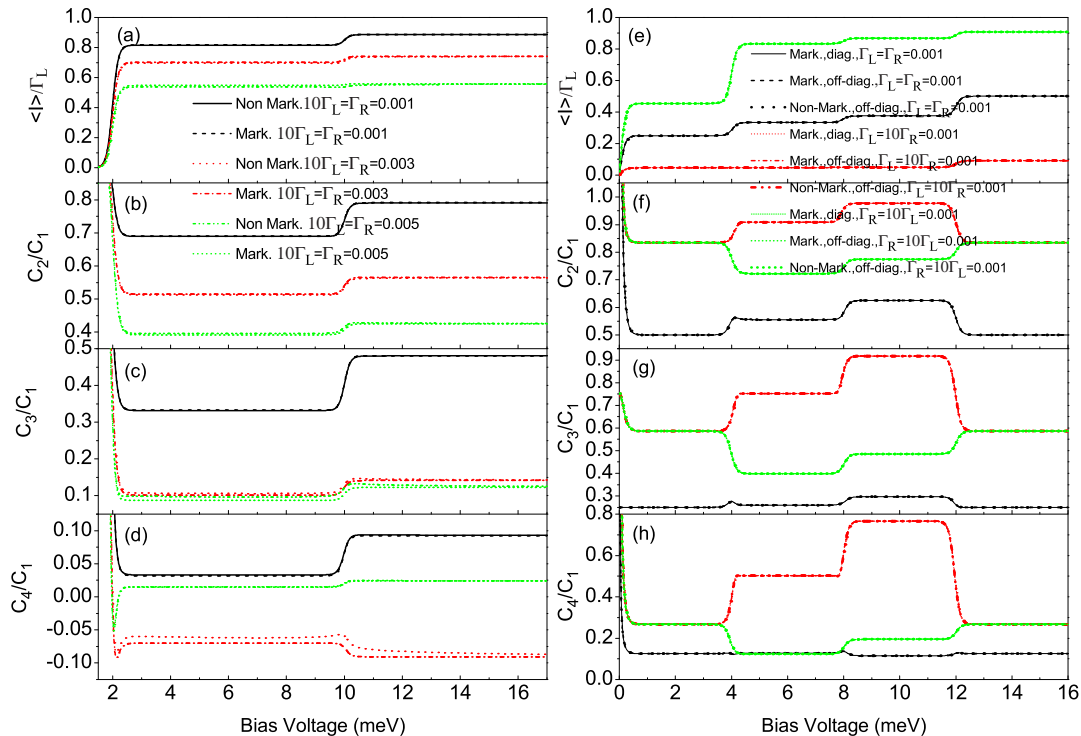 (a)
<I>/Γ_L
1.0
0.8
0.6
0.4
0.2
0.0
Non Mark.10Γ_L=Γ_R=0.001
Mark. 10Γ_L=Γ_R=0.001
Non Mark.10Γ_L=Γ_R=0.003
Mark. 10Γ_L=Γ_R=0.003
Non Mark. 10Γ_L=Γ_R=0.005
Mark. 10Γ_L=Γ_R=0.005
(b)
C_2/C_1
0.8
0.7
0.6
0.5
0.4
(c)
C_3/C_1
0.5
0.4
0.3
0.2
0.1
(d)
C_4/C_1
0.10
0.05
0.00
-0.05
-0.10
2 4 6 8 10 12 14 16
Bias Voltage (meV)
(e)
<I>/Γ_L
1.0
0.8
0.6
0.4
0.2
0.0
Mark.,diag.,Γ_L=Γ_R=0.001
Mark.,off-diag.,Γ_L=Γ_R=0.001
Non-Mark.,off-diag.,Γ_L=Γ_R=0.001
Mark.,diag.,Γ_L=10Γ_R=0.001
Mark.,off-diag.,Γ_L=10Γ_R=0.001
Non-Mark.,off-diag.,Γ_L=10Γ_R=0.001
Mark.,diag.,Γ_R=10Γ_L=0.001
Mark.,off-diag.,Γ_R=10Γ_L=0.001
Non-Mark.,off-diag.,Γ_R=10Γ_L=0.001
(f)
C_2/C_1
1.0
0.9
0.8
0.7
0.6
0.5
(g)
C_3/C_1
0.9
0.8
0.7
0.6
0.5
0.4
0.3
(h)
C_4/C_1
0.8
0.6
0.4
0.2
0.0
0 2 4 6 8 10 12 14 16
Bias Voltage (meV)